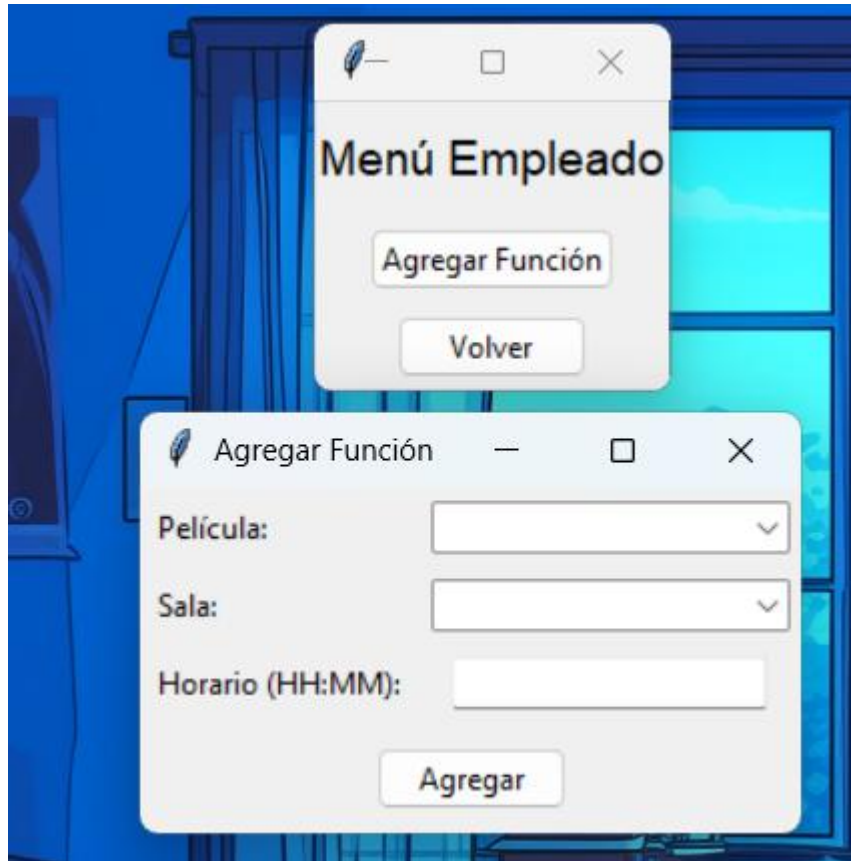 Menú Empleado
Agregar Función
Volver
Agregar Función
Película:
Sala:
Horario (HH:MM):
Agregar